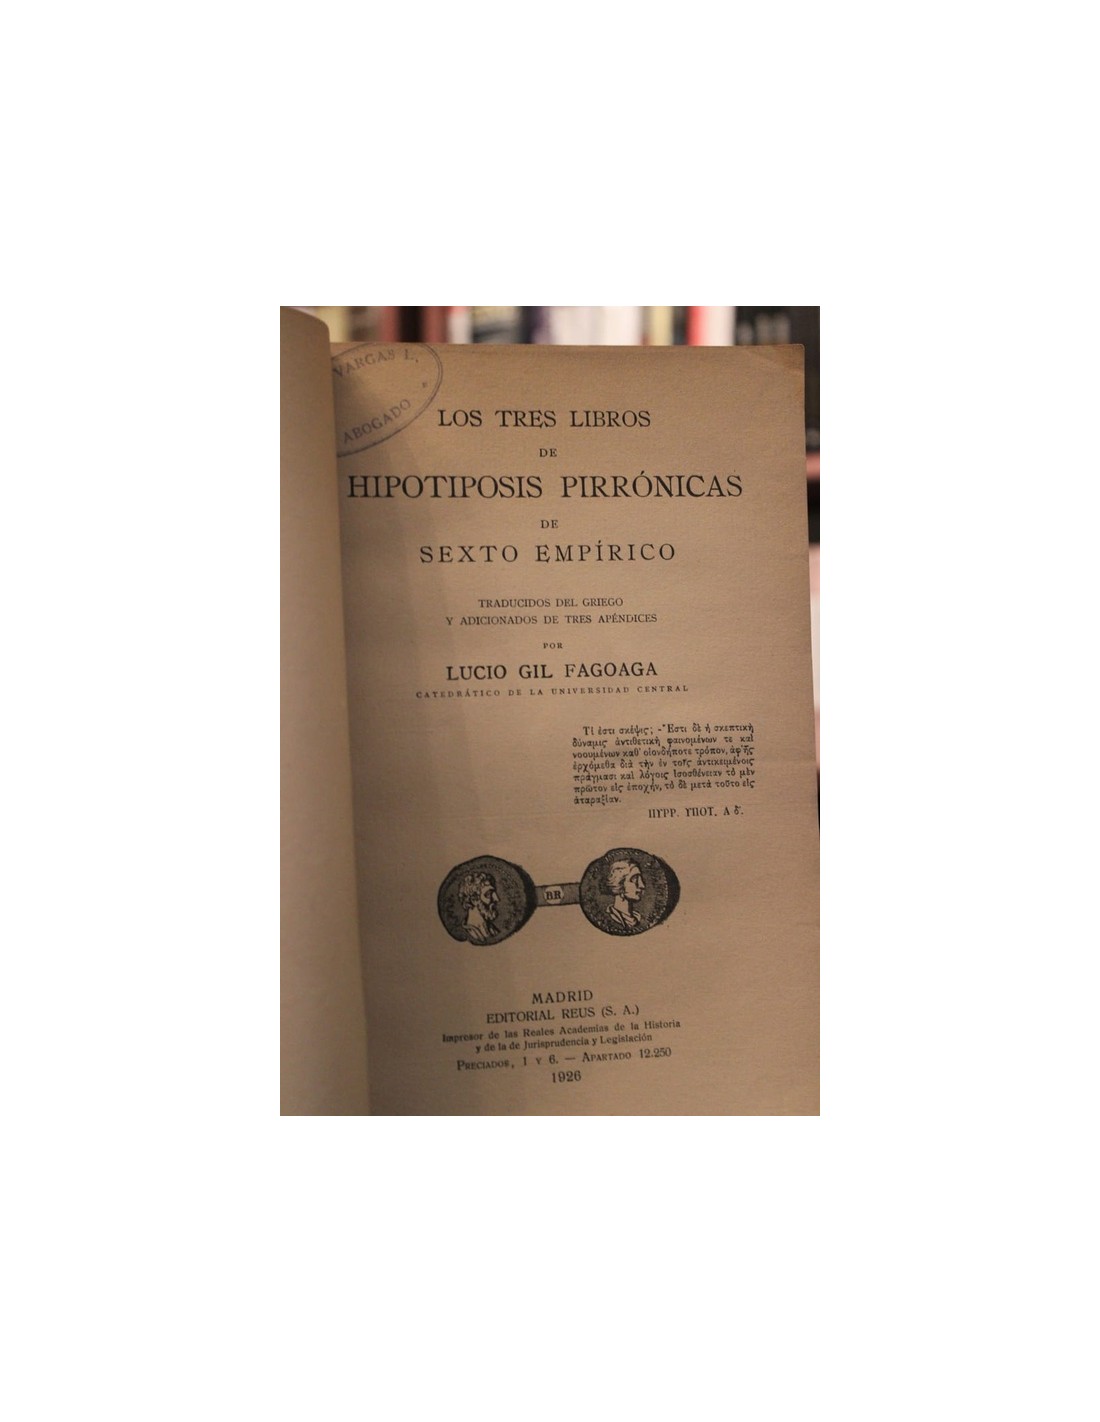 VARGAS L.
ABOGADO
LOS TRES LIBROS
DE
HIPOTIPOSIS PIRRÓNICAS
DE
SEXTO EMPÍRICO
TRADUCIDOS DEL GRIEGO
Y ADICIONADOS DE TRES APÉNDICES
POR
LUCIO GIL FAGOAGA
CATEDRÁTICO DE LA UNIVERSIDAD CENTRAL
Τί ἐστι σκέψις; -Ἔστι δὲ ἡ σκεπτικὴ
δύναμις ἀντιθετικὴ φαινομένων τε καὶ
νοουμένων καθ' οἱονδήποτε τρόπον, ἀφ' ἧς
ἐρχόμεθα διὰ τὴν ἐν τοῖς ἀντικειμένοις
πράγμασι καὶ λόγοις ἰσοσθένειαν τὸ μὲν
πρῶτον εἰς ἐποχήν, τὸ δὲ μετὰ τοῦτο εἰς
ἀταραξίαν.
ΠΥΡΡ. ΥΠΟΤ. Α δ'.
BR
MADRID
EDITORIAL REUS (S. A.)
Impresor de las Reales Academias de la Historia
y de la de Jurisprudencia y Legislación
PRECIADOS, 1 Y 6. — APARTADO 12.250
1926